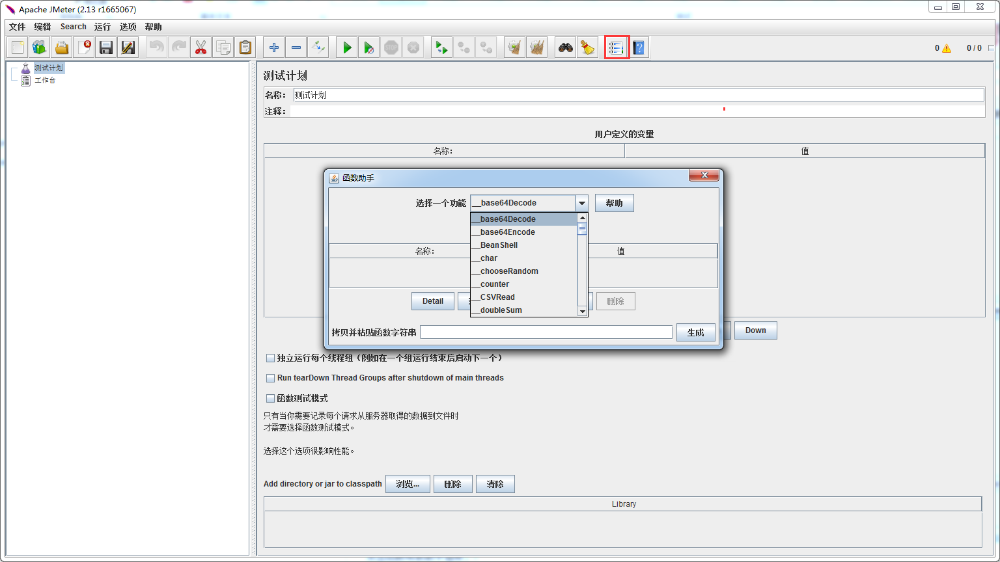 Apache JMeter (2.13 r1665067)
文件 编辑 Search 运行 选项 帮助
STOP
0 0 / 0
测试计划
工作台
测试计划
名称： 测试计划
注释：
用户定义的变量
名称： 值
函数助手
选择一个功能 __base64Decode 帮助
__base64Decode
__base64Encode
__BeanShell
__char
__chooseRandom
__counter
__CSVRead
__doubleSum
名称： 值
Detail 删除
拷贝并粘贴函数字符串 生成
Down
独立运行每个线程组（例如在一个组运行结束后启动下一个）
Run tearDown Thread Groups after shutdown of main threads
函数测试模式
只有当你需要记录每个请求从服务器取得的数据到文件时
才需要选择函数测试模式。
选择这个选项很影响性能。
Add directory or jar to classpath 浏览... 删除 清除
Library